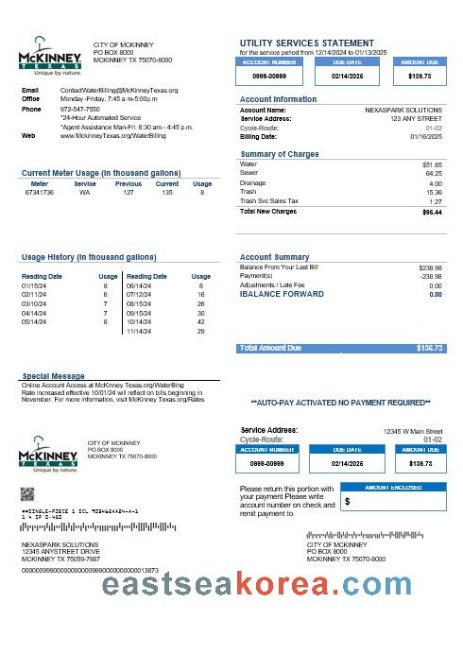 McKINNEY
TEXAS
Unique by nature.
CITY OF MCKINNEY
PO BOX 8000
MCKINNEY TX 75070-8000
Email ContactWaterBilling@McKinneyTexas.org
Office Monday -Friday, 7:45 a m-5:00p.m
Phone 972-547-7550
*24-Hour Automated Service
*Agent Assistance Mon-Fri. 8:30 am - 4:45 p.m.
Web www.McKinneyTexas.org/WaterBilling
UTILITY SERVICES STATEMENT
for the service period from 12/14/2024 to 01/13/2025
ACCOUNT NUMBER DUE DATE AMOUNT DUE
0999-00999 02/14/2026 $136.73
Account Information
Account Name: NEXASPARK SOLUTIONS
Service Address: 123 ANY STREET
Cycle-Route: 01-02
Billing Date: 01/16/2025
Current Meter Usage (In thousand gallons)
Meter Service Previous Current Usage
67341736 WA 127 135 8
Summary of Charges
Water $51.85
Sewer 64.25
Drainage 4.00
Trash 15.36
Trash Svc Sales Tax 1.27
Total New Charges $96.44
Usage History (In thousand gallons)
Reading Date Usage Reading Date Usage
01/15/24 6 06/14/24 8
02/11/24 6 07/12/24 16
03/10/24 7 08/15/24 26
04/14/24 7 09/15/24 30
05/14/24 6 10/14/24 42
11/14/24 29
Account Summary
Balance From Your Last Bill $238.98
Payment(s) -238.98
Adjustments / Late Fee 0.00
IBALANCE FORWARD 0.00
Total Amount Due $136.73
Special Message
Online Account Access at McKinney Texas.org/WaterBing
Rate increased effective 10/01/24 will reflect on bills beginning in
November. For more information, visit McKinney Texas.org/Rates
**AUTO-PAY ACTIVATED NO PAYMENT REQUIRED**
McKINNEY
TEXAS
Unique by nature.
CITY OF MCKINNEY
PO BOX 8000
MCKINNEY TX 75070-8000
Service Address: 12345 W Main Street
Cycle-Route: 01-02
ACCOUNT NUMBER DUE DATE AMOUNT DUE
0999-00999 02/14/2026 $136.73
Please return this portion with
your payment Please write
account number on check and
remit payment to
AMOUNT ENCLOSED
$
NEXASPARK SOLUTIONS
12345 ANYSTREET DRIVE
MCKINNEY TX 75059-7887
CITY OF MCKINNEY
PO BOX 8000
MCKINNEY TX 75070-8000
eastseakorea.com